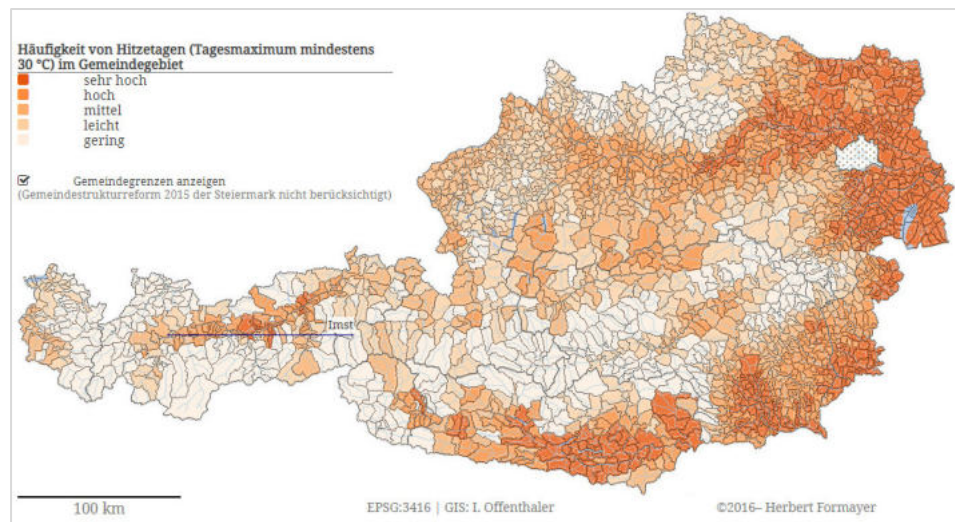 Häufigkeit von Hitzetagen (Tagesmaximum mindestens
30 °C) im Gemeindegebiet
sehr hoch
hoch
mittel
leicht
gering
Gemeindegrenzen anzeigen
(Gemeindestrukturreform 2015 der Steiermark nicht berücksichtigt)
Imst
100 km
EPSG:3416 | GIS: I. Offenthaler
©2016– Herbert Formayer